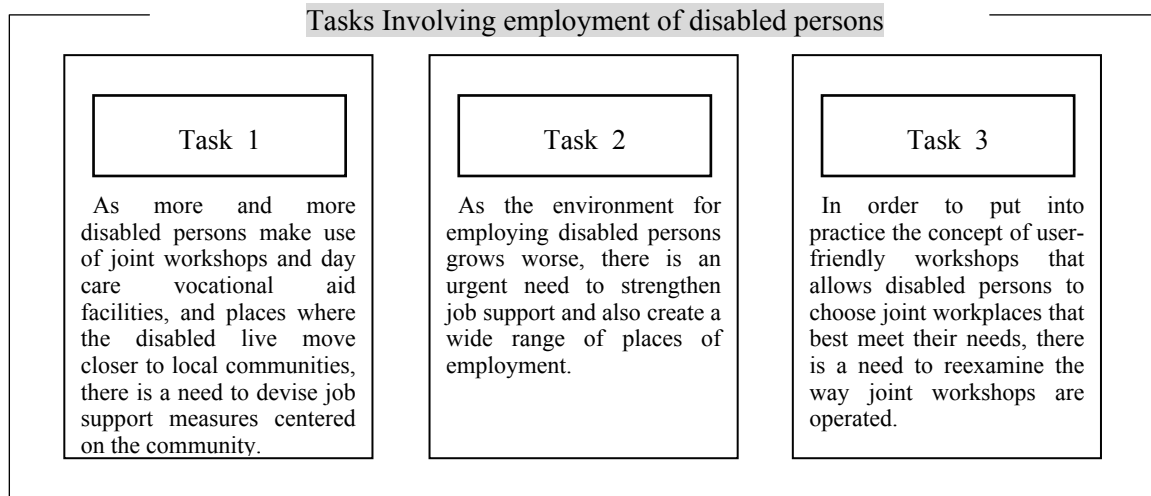 Tasks Involving employment of disabled persons
Task 1
As more and more
disabled persons make use
of joint workshops and day
care vocational aid
facilities, and places where
the disabled live move
closer to local communities,
there is a need to devise job
support measures centered
on the community.
Task 2
As the environment for
employing disabled persons
grows worse, there is an
urgent need to strengthen
job support and also create a
wide range of places of
employment.
Task 3
In order to put into
practice the concept of user-
friendly workshops that
allows disabled persons to
choose joint workplaces that
best meet their needs, there
is a need to reexamine the
way joint workshops are
operated.